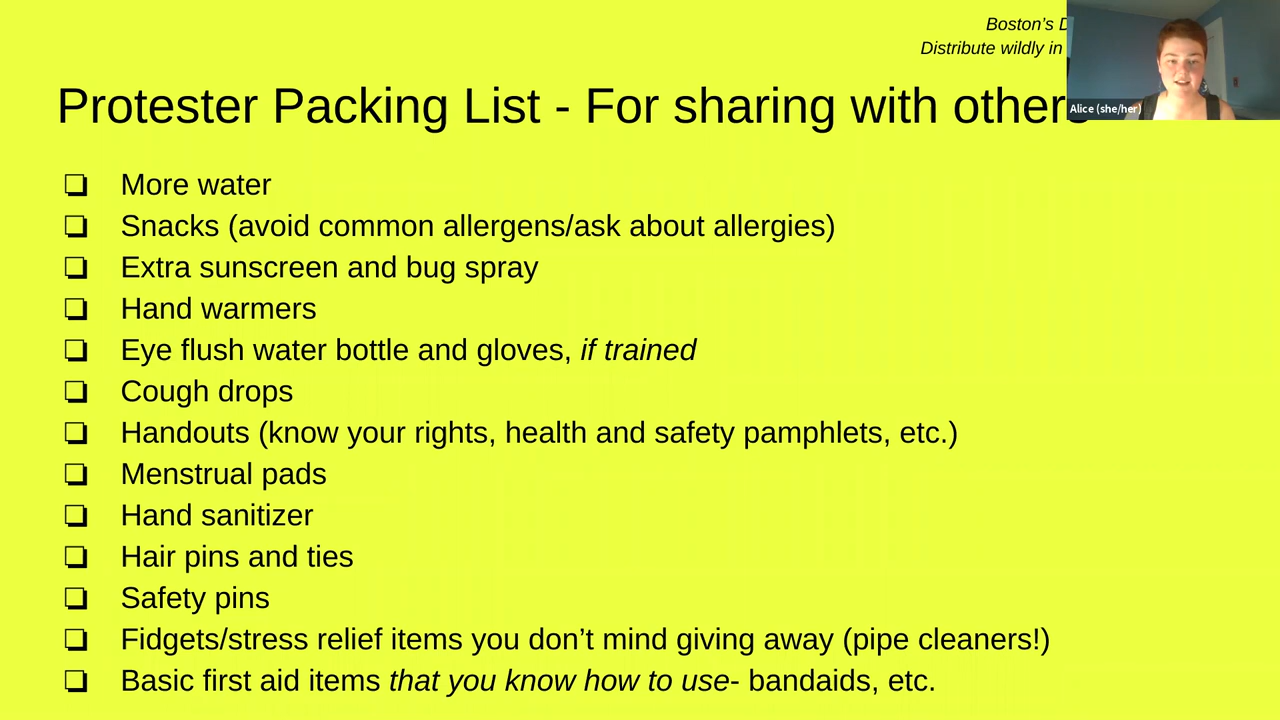 Boston's
Distribute wildly in
Protester Packing List - For sharing with others
Alice (she/her)
❏ More water
❏ Snacks (avoid common allergens/ask about allergies)
❏ Extra sunscreen and bug spray
❏ Hand warmers
❏ Eye flush water bottle and gloves, if trained
❏ Cough drops
❏ Handouts (know your rights, health and safety pamphlets, etc.)
❏ Menstrual pads
❏ Hand sanitizer
❏ Hair pins and ties
❏ Safety pins
❏ Fidgets/stress relief items you don't mind giving away (pipe cleaners!)
❏ Basic first aid items that you know how to use- bandaids, etc.